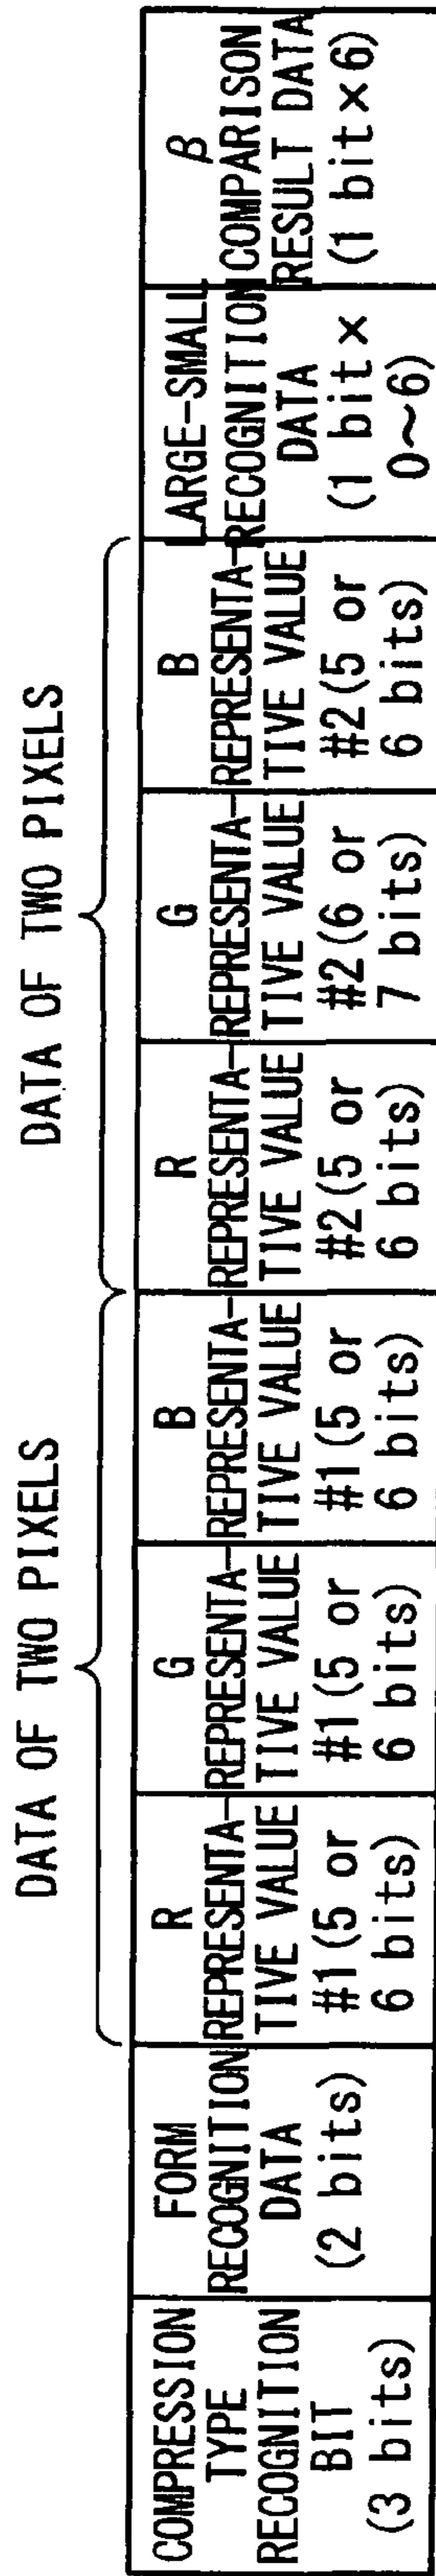 DATA OF TWO PIXELS
DATA OF TWO PIXELS
COMPRESSION
TYPE
RECOGNITION
BIT
(3 bits)
FORM
RECOGNITION
DATA
(2 bits)
R
REPRESENTA-
TIVE VALUE
#1(5 or
6 bits)
G
REPRESENTA-
TIVE VALUE
#1(5 or
6 bits)
B
REPRESENTA-
TIVE VALUE
#1(5 or
6 bits)
R
REPRESENTA-
TIVE VALUE
#2(5 or
6 bits)
G
REPRESENTA-
TIVE VALUE
#2(6 or
7 bits)
B
REPRESENTA-
TIVE VALUE
#2(5 or
6 bits)
LARGE-SMALL
RECOGNITION
DATA
(1 bit×
0~6)
β
COMPARISON
RESULT DATA
(1 bit×6)